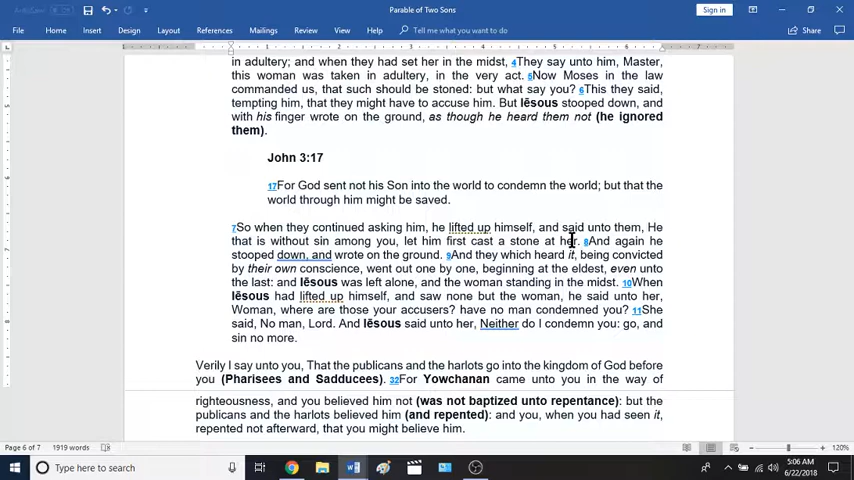 AutoSave
Parable of Two Sons
Sign in
File
Home
Insert
Draw
Design
Layout
References
Mailings
Review
View
Help
Tell me what you want to do
Share
in adultery; and when they had set her in the midst, 4They say unto him, Master,
this woman was taken in adultery, in the very act. 5Now Moses in the law
commanded us, that such should be stoned: but what say you? 6This they said,
tempting him, that they might have to accuse him. But Iēsous stooped down, and
with his finger wrote on the ground, as though he heard them not (he ignored
them).
John 3:17
17For God sent not his Son into the world to condemn the world; but that the
world through him might be saved.
7So when they continued asking him, he lifted up himself, and said unto them, He
that is without sin among you, let him first cast a stone at her. 8And again he
stooped down, and wrote on the ground. 9And they which heard it, being convicted
by their own conscience, went out one by one, beginning at the eldest, even unto
the last: and Iēsous was left alone, and the woman standing in the midst. 10When
Iēsous had lifted up himself, and saw none but the woman, he said unto her,
Woman, where are those your accusers? have no man condemned you? 11She
said, No man, Lord. And Iēsous said unto her, Neither do I condemn you: go, and
sin no more.
Verily I say unto you, That the publicans and the harlots go into the kingdom of God before
you (Pharisees and Sadducees). 32For Yowchanan came unto you in the way of
righteousness, and you believed him not (was not baptized unto repentance): but the
publicans and the harlots believed him (and repented): and you, when you had seen it,
repented not afterward, that you might believe him.
Page 6 of 7
1919 words
120%
Type here to search
5:06 AM
6/22/2018